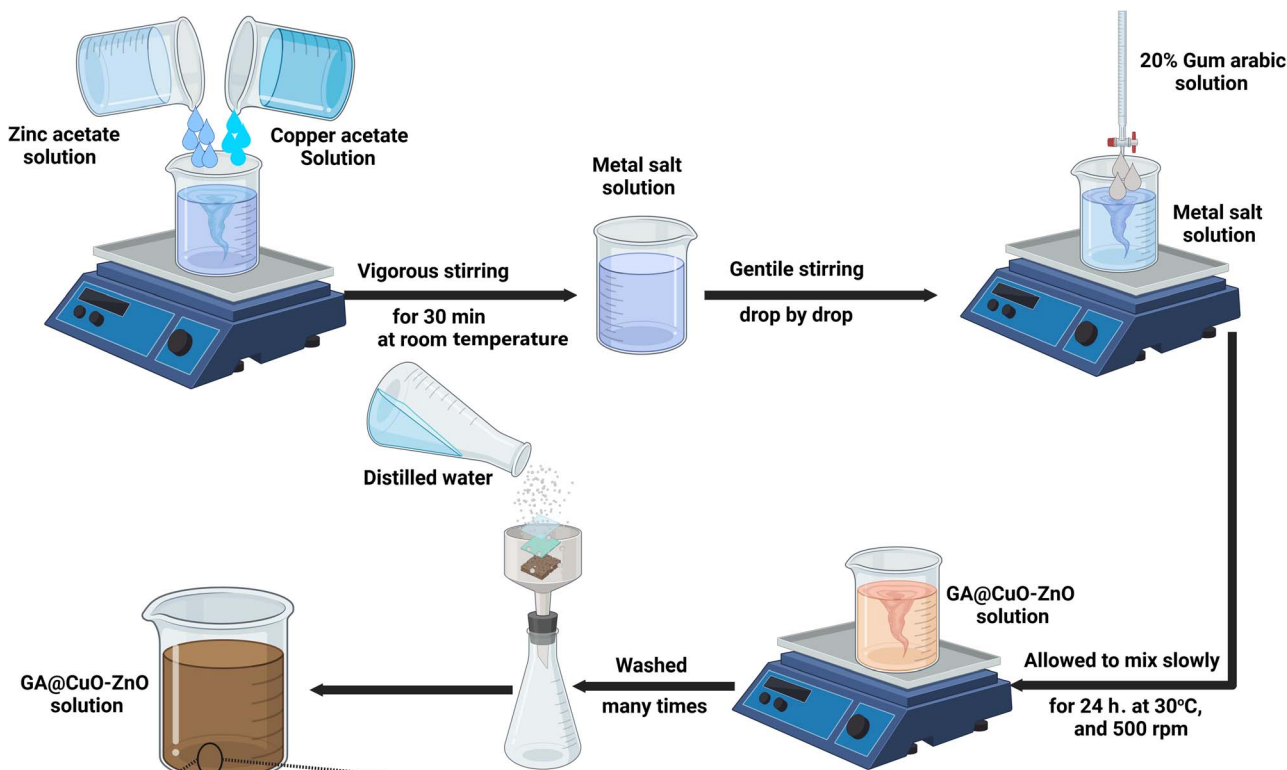 Zinc acetate
solution
Copper acetate
Solution
Vigorous stirring
for 30 min
at room temperature
Metal salt
solution
Gentile stirring
drop by drop
20% Gum arabic
solution
Metal salt
solution
Allowed to mix slowly
for 24 h. at 30ºC,
and 500 rpm
GA@CuO-ZnO
solution
Washed
many times
Distilled water
GA@CuO-ZnO
solution